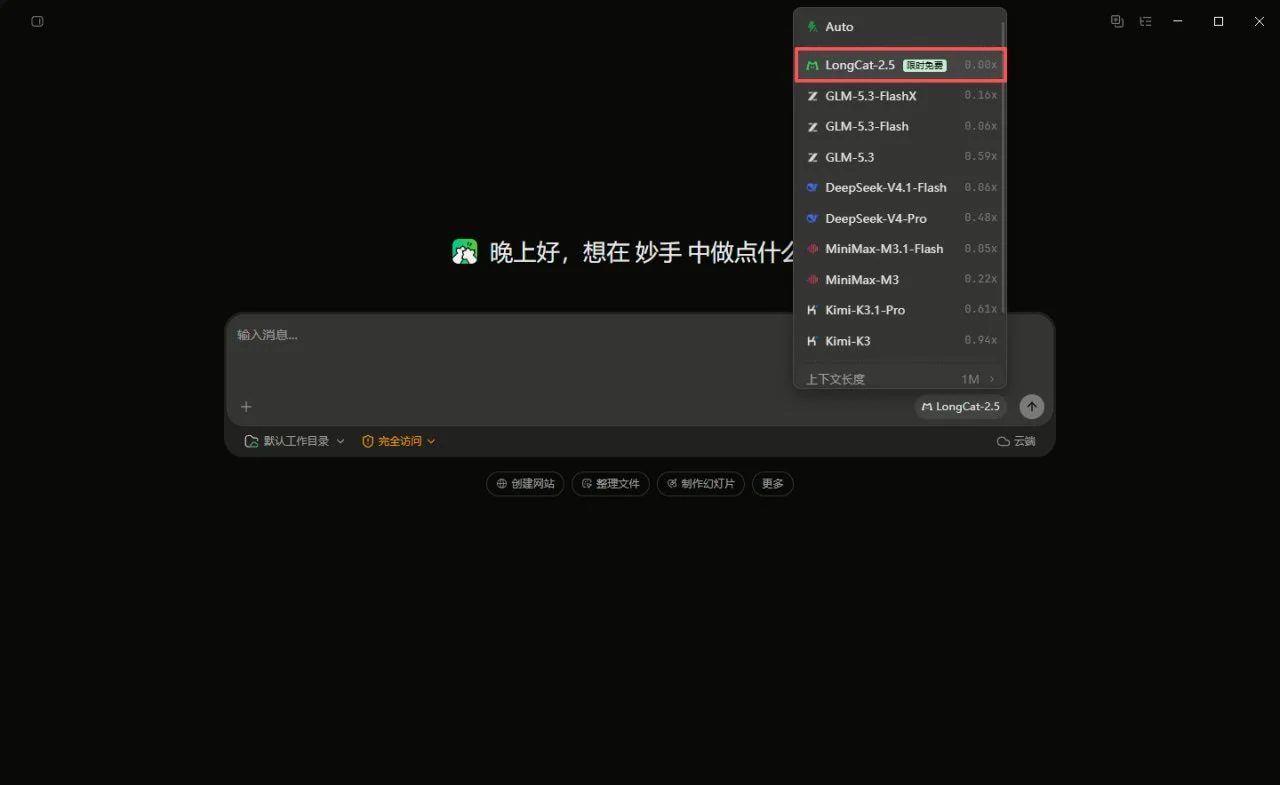 Auto
LongCat-2.5 限时免费 0.00x
GLM-5.3-FlashX 0.16x
GLM-5.3-Flash 0.06x
GLM-5.3 0.59x
DeepSeek-V4.1-Flash 0.06x
DeepSeek-V4-Pro 0.48x
MiniMax-M3.1-Flash 0.05x
MiniMax-M3 0.22x
Kimi-K3.1-Pro 0.61x
Kimi-K3 0.94x
上下文长度 1M
晚上好，想在 妙手 中做点什么
输入消息...
LongCat-2.5
默认工作目录 完全访问 云端
创建网站 整理文件 制作幻灯片 更多